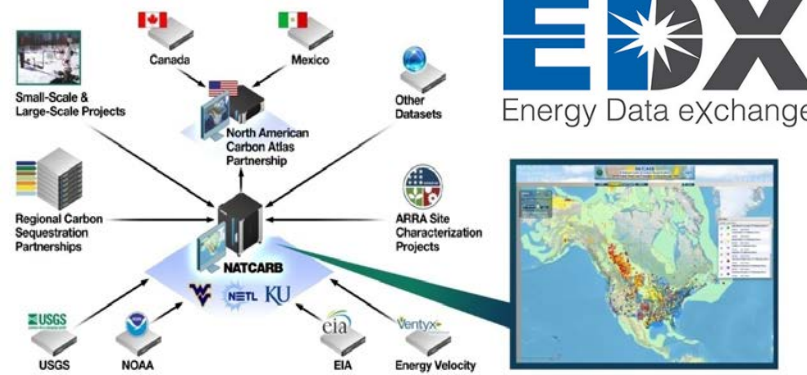 Canada
Mexico
EDX
Energy Data eXchange
Small-Scale &
Large-Scale Projects
Other
Datasets
North American
Carbon Atlas
Partnership
Regional Carbon
Sequestration
Partnerships
ARRA Site
Characterization
Projects
NATCARB
NETL
KU
USGS
NOAA
eia
EIA
Ventyx
Energy Velocity
USGS
NATCARB